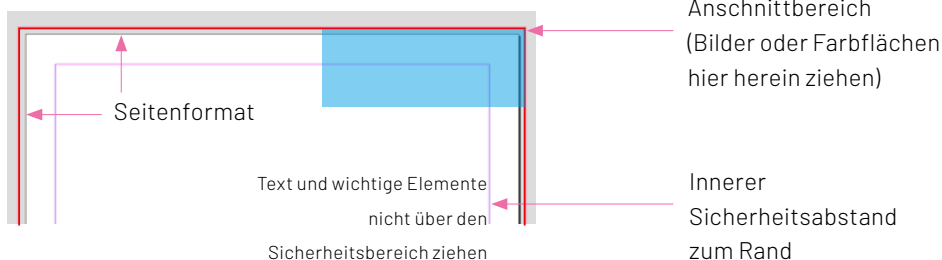 Anschnittbereich
(Bilder oder Farbflächen
hier herein ziehen)
Seitenformat
Text und wichtige Elemente
nicht über den
Sicherheitsbereich ziehen
Innerer
Sicherheitsabstand
zum Rand